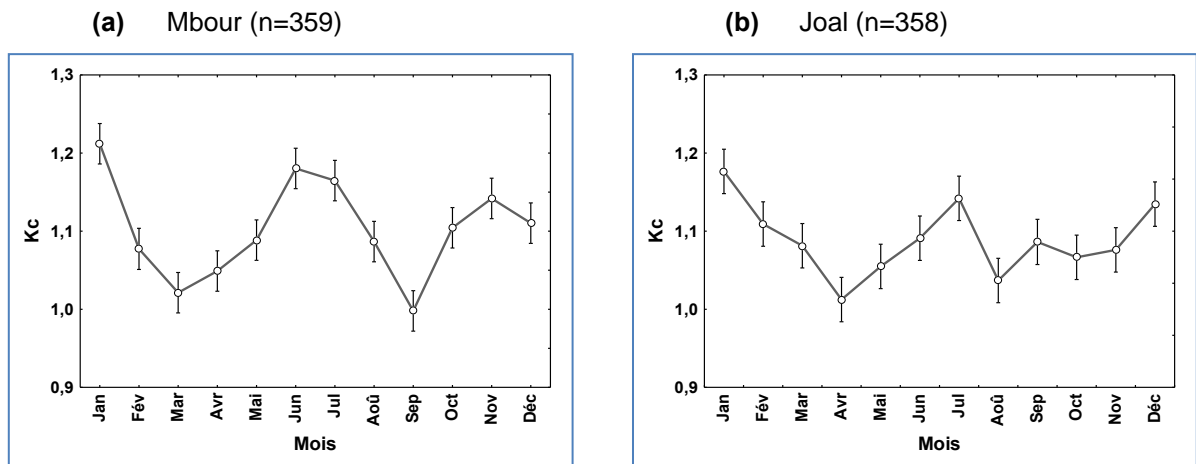 (a) Mbour (n=359)
1,3
1,2
1,1
1,0
0,9
Kc
Jan
Fév
Mar
Avr
Mai
Jun
Jul
Aoû
Sep
Oct
Nov
Déc
Mois
(b) Joal (n=358)
1,3
1,2
1,1
1,0
0,9
Kc
Jan
Fév
Mar
Avr
Mai
Jun
Jul
Aoû
Sep
Oct
Nov
Déc
Mois